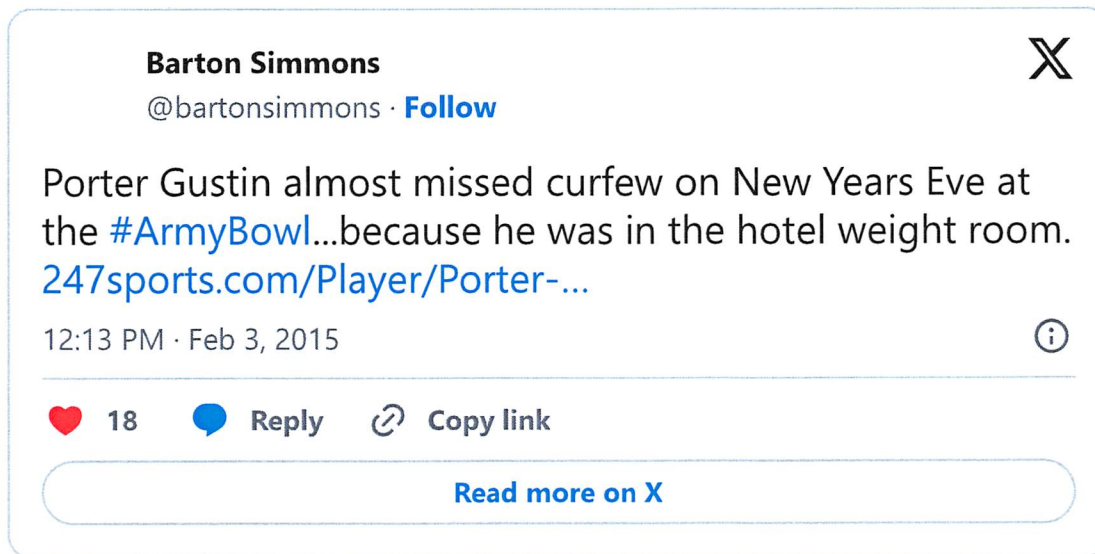 Barton Simmons
@bartonsimmons · Follow
Porter Gustin almost missed curfew on New Years Eve at
the #ArmyBowl...because he was in the hotel weight room.
247sports.com/Player/Porter-...
12:13 PM · Feb 3, 2015
18 Reply Copy link
Read more on X